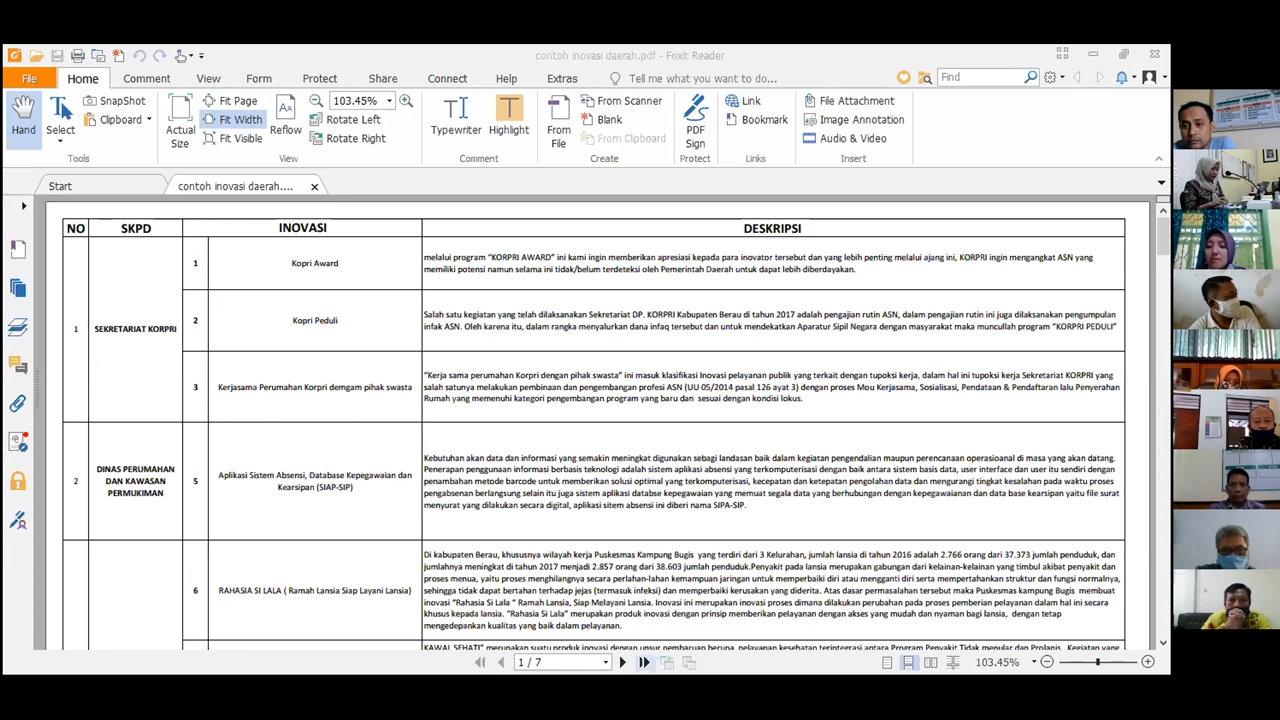 contoh inovasi daerah.pdf - Foxit Reader
File Home Comment View Form Protect Share Connect Help Extras Tell me what you want to do... Find
Hand
Select
SnapShot
Clipboard
Actual Size
Fit Page
Fit Width
Fit Visible
Reflow
103.45%
Rotate Left
Rotate Right
Typewriter
Highlight
From File
From Scanner
Blank
From Clipboard
PDF Sign
Link
Bookmark
File Attachment
Image Annotation
Audio & Video
Tools View Comment Create Protect Links Insert
Start contoh inovasi daerah....
NO SKPD INOVASI DESKRIPSI
1 SEKRETARIAT KORPRI
1 Kopri Award
melalui program “KORPRI AWARD” ini kami ingin memberikan apresiasi kepada para inovator tersebut dan yang lebih penting melalui ajang ini, KORPRI ingin mengangkat ASN yang
memiliki potensi namun selama ini tidak/belum terdeteksi oleh Pemerintah Daerah untuk dapat lebih diberdayakan.
2 Kopri Peduli
Salah satu kegiatan yang telah dilaksanakan Sekretariat DP. KORPRI Kabupaten Berau di tahun 2017 adalah pengajian rutin ASN, dalam pengajian rutin ini juga dilaksanakan pengumpulan
infak ASN. Oleh karena itu, dalam rangka menyalurkan dana infaq tersebut dan untuk mendekatkan Aparatur Sipil Negara dengan masyarakat maka muncullah program “KORPRI PEDULI”
3 Kerjasama Perumahan Korpri demgam pihak swasta
“Kerja sama perumahan Korpri dengan pihak swasta” ini masuk klasifikasi Inovasi pelayanan publik yang terkait dengan tupoksi kerja, dalam hal ini tupoksi kerja Sekretariat KORPRI yang
salah satunya melakukan pembinaan dan pengembangan profesi ASN (UU 05/2014 pasal 126 ayat 3) dengan proses Mou Kerjasama, Sosialisasi, Pendataan & Pendaftaran lalu Penyerahan
Rumah yang memenuhi kategori pengembangan program yang baru dan sesuai dengan kondisi lokus.
2 DINAS PERUMAHAN
DAN KAWASAN
PERMUKIMAN
5 Aplikasi Sistem Absensi, Database Kepegawaian dan
Kearsipan (SIAP-SIP)
Kebutuhan akan data dan informasi yang semakin meningkat digunakan sebagi landasan baik dalam kegiatan pengendalian maupun perencanaan operasioanal di masa yang akan datang.
Penerapan penggunaan informasi berbasis teknologi adalah sistem aplikasi absensi yang terkomputerisasi dengan baik antara sistem basis data, user interface dan user itu sendiri dengan
penambahan metode barcode untuk memberikan solusi optimal yang terkomputerisasi, kecepatan dan ketepatan pengolahan data dan mengurangi tingkat kesalahan pada waktu proses
pengabsenan berlangsung selain itu juga sistem aplikasi databse kepegawaian yang memuat segala data yang berhubungan dengan kepegawaianan dan data base kearsipan yaitu file surat
menyurat yang dilakukan secara digital, aplikasi sitem absensi ini diberi nama SIPA-SIP.
6 RAHASIA SI LALA ( Ramah Lansia Siap Layani Lansia)
Di kabupaten Berau, khususnya wilayah kerja Puskesmas Kampung Bugis yang terdiri dari 3 Kelurahan, jumlah lansia di tahun 2016 adalah 2.766 orang dari 37.373 jumlah penduduk, dan
jumlahnya meningkat di tahun 2017 menjadi 2.857 orang dari 38.603 jumlah penduduk.Penyakit pada lansia merupakan gabungan dari kelainan-kelainan yang timbul akibat penyakit dan
proses menua, yaitu proses menghilangnya secara perlahan-lahan kemampuan jaringan untuk memperbaiki diri atau mengganti diri serta mempertahankan struktur dan fungsi normalnya,
sehingga tidak dapat bertahan terhadap jejas (termasuk infeksi) dan memperbaiki kerusakan yang diderita. Atas dasar permasalahan tersebut maka Puskesmas kampung Bugis membuat
inovasi “Rahasia Si Lala “ Ramah Lansia, Siap Melayani Lansia. Inovasi ini merupakan inovasi proses dimana dilakukan perubahan pada proses pemberian pelayanan dalam hal ini secara
khusus kepada lansia. “Rahasia Si Lala” merupakan produk inovasi dengan prinsip memberikan pelayanan dengan akses yang mudah dan nyaman bagi lansia, dengan tetap
mengedepankan kualitas yang baik dalam pelayanan.
KAWAL SEHATI” merupakan suatu produk inovasi dengan unsur pembaruan berupa pelayanan kesehatan terintegrasi antara Program Penyakit Tidak menular dan Prolanis. Kegiatan yang
1 / 7 103.45%